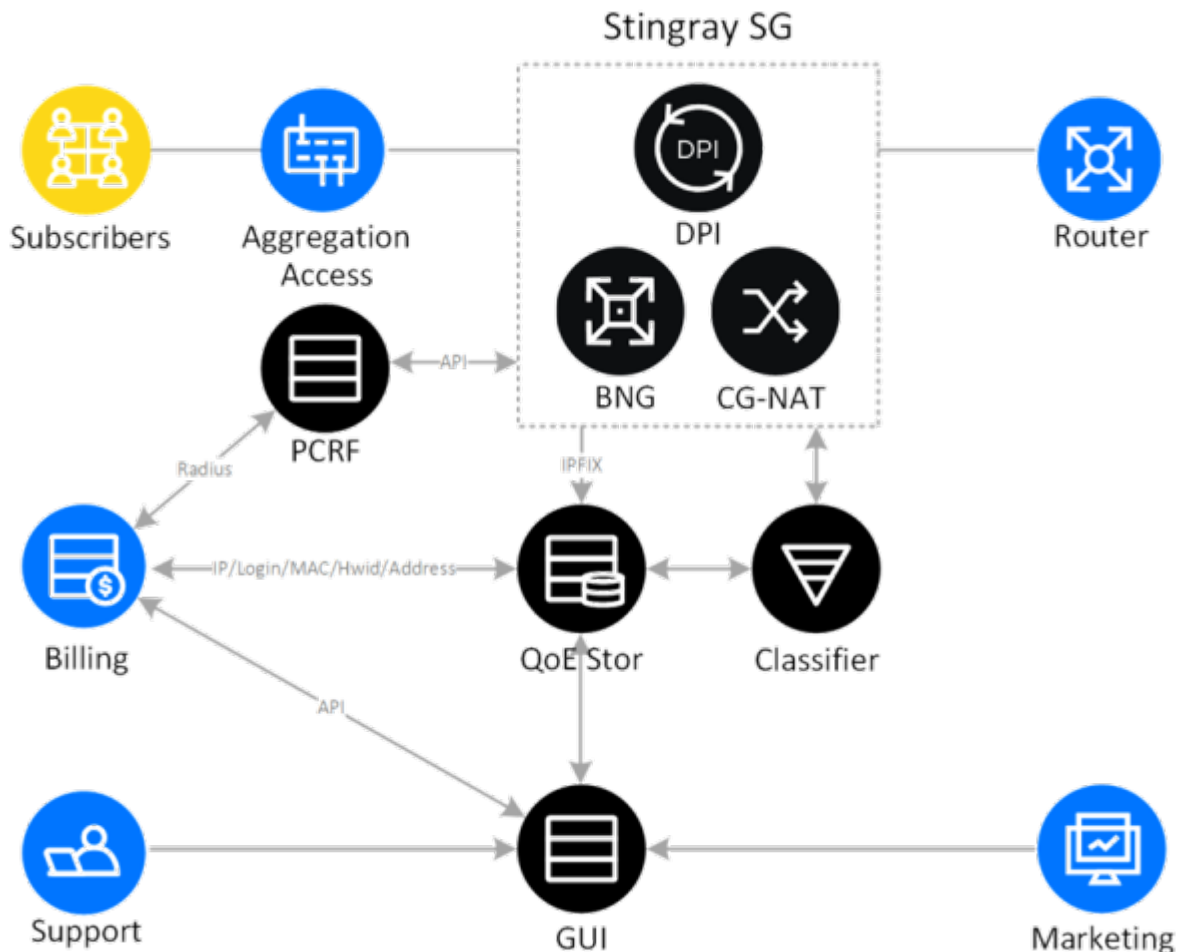 Stingray SG
DPI
Subscribers
Aggregation
Access
DPI
Router
API
BNG
CG-NAT
PCRF
Radius
IPFIX
IP/Login/MAC/Hwid/Address
$
Billing
QoE Stor
Classifier
API
Support
GUI
Marketing